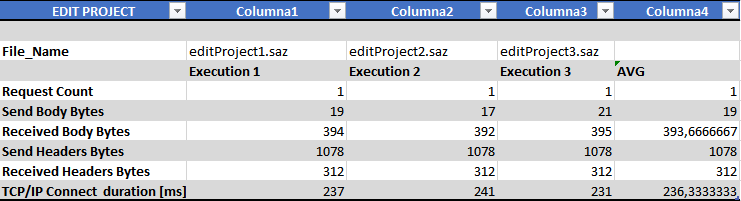 EDIT PROJECT Columna1 Columna2 Columna3 Columna4
File_Name editProject1.saz editProject2.saz editProject3.saz
Execution 1 Execution 2 Execution 3 AVG
Request Count 1 1 1 1
Send Body Bytes 19 17 21 19
Received Body Bytes 394 392 395 393,6666667
Send Headers Bytes 1078 1078 1078 1078
Received Headers Bytes 312 312 312 312
TCP/IP Connect duration [ms] 237 241 231 236,3333333